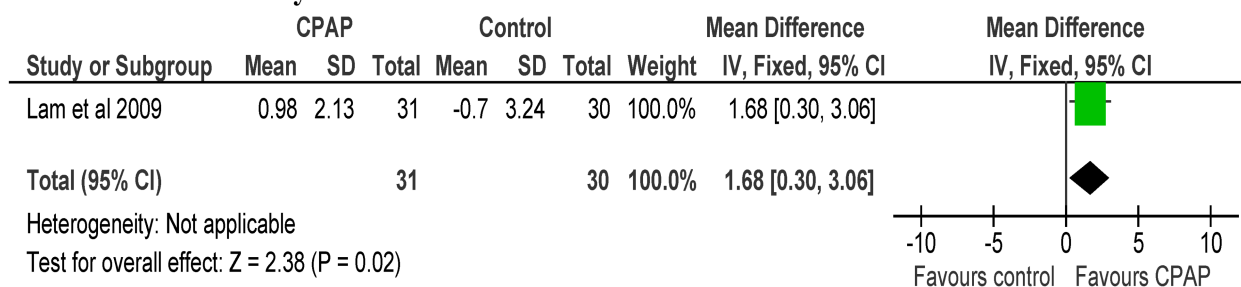 CPAP Control Mean Difference Mean Difference
Study or Subgroup Mean SD Total Mean SD Total Weight IV, Fixed, 95% CI IV, Fixed, 95% CI
Lam et al 2009 0.98 2.13 31 -0.7 3.24 30 100.0% 1.68 [0.30, 3.06]
Total (95% CI) 31 30 100.0% 1.68 [0.30, 3.06]
Heterogeneity: Not applicable
Test for overall effect: Z = 2.38 (P = 0.02)
-10 -5 0 5 10
Favours control Favours CPAP